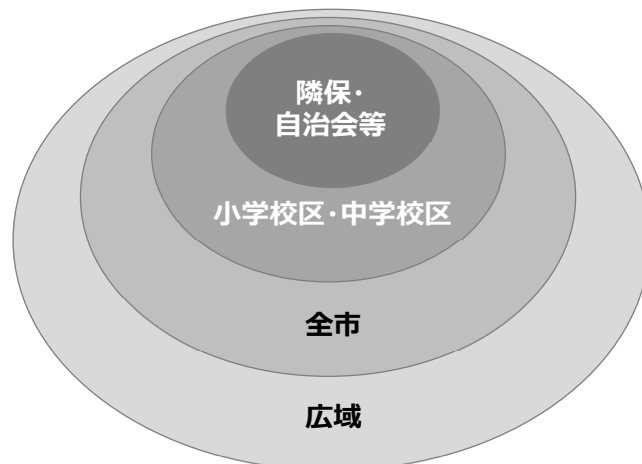 隣保・
自治会等
小学校区・中学校区
全市
広域